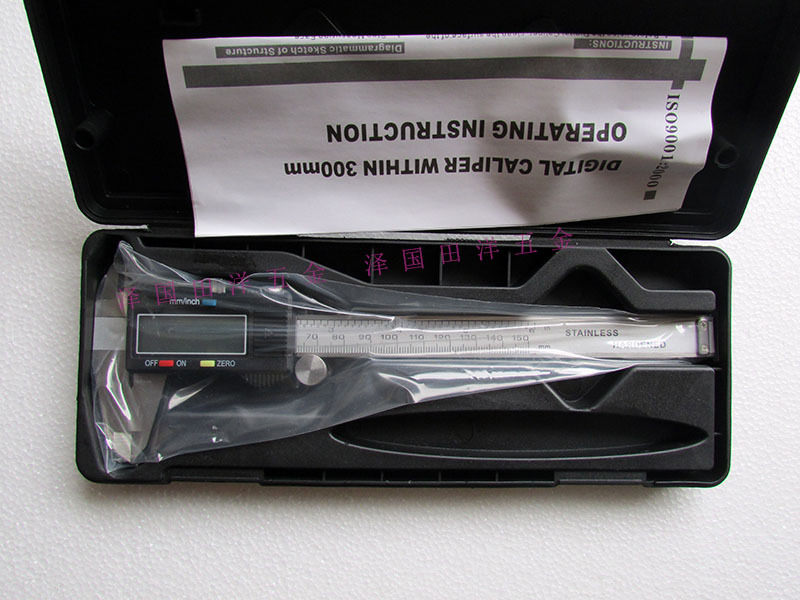 INSTRUCTIONS:
Diagrammatic Sketch of Structure
ISO9001:2000
OPERATING INSTRUCTION
DIGITAL CALIPER WITHIN 300mm
泽国田洋五金 泽国田洋五金
mm/inch
70 80 90 100 110 120 130 140 150
in
mm
STAINLESS
HARDENED
OFF ON ZERO